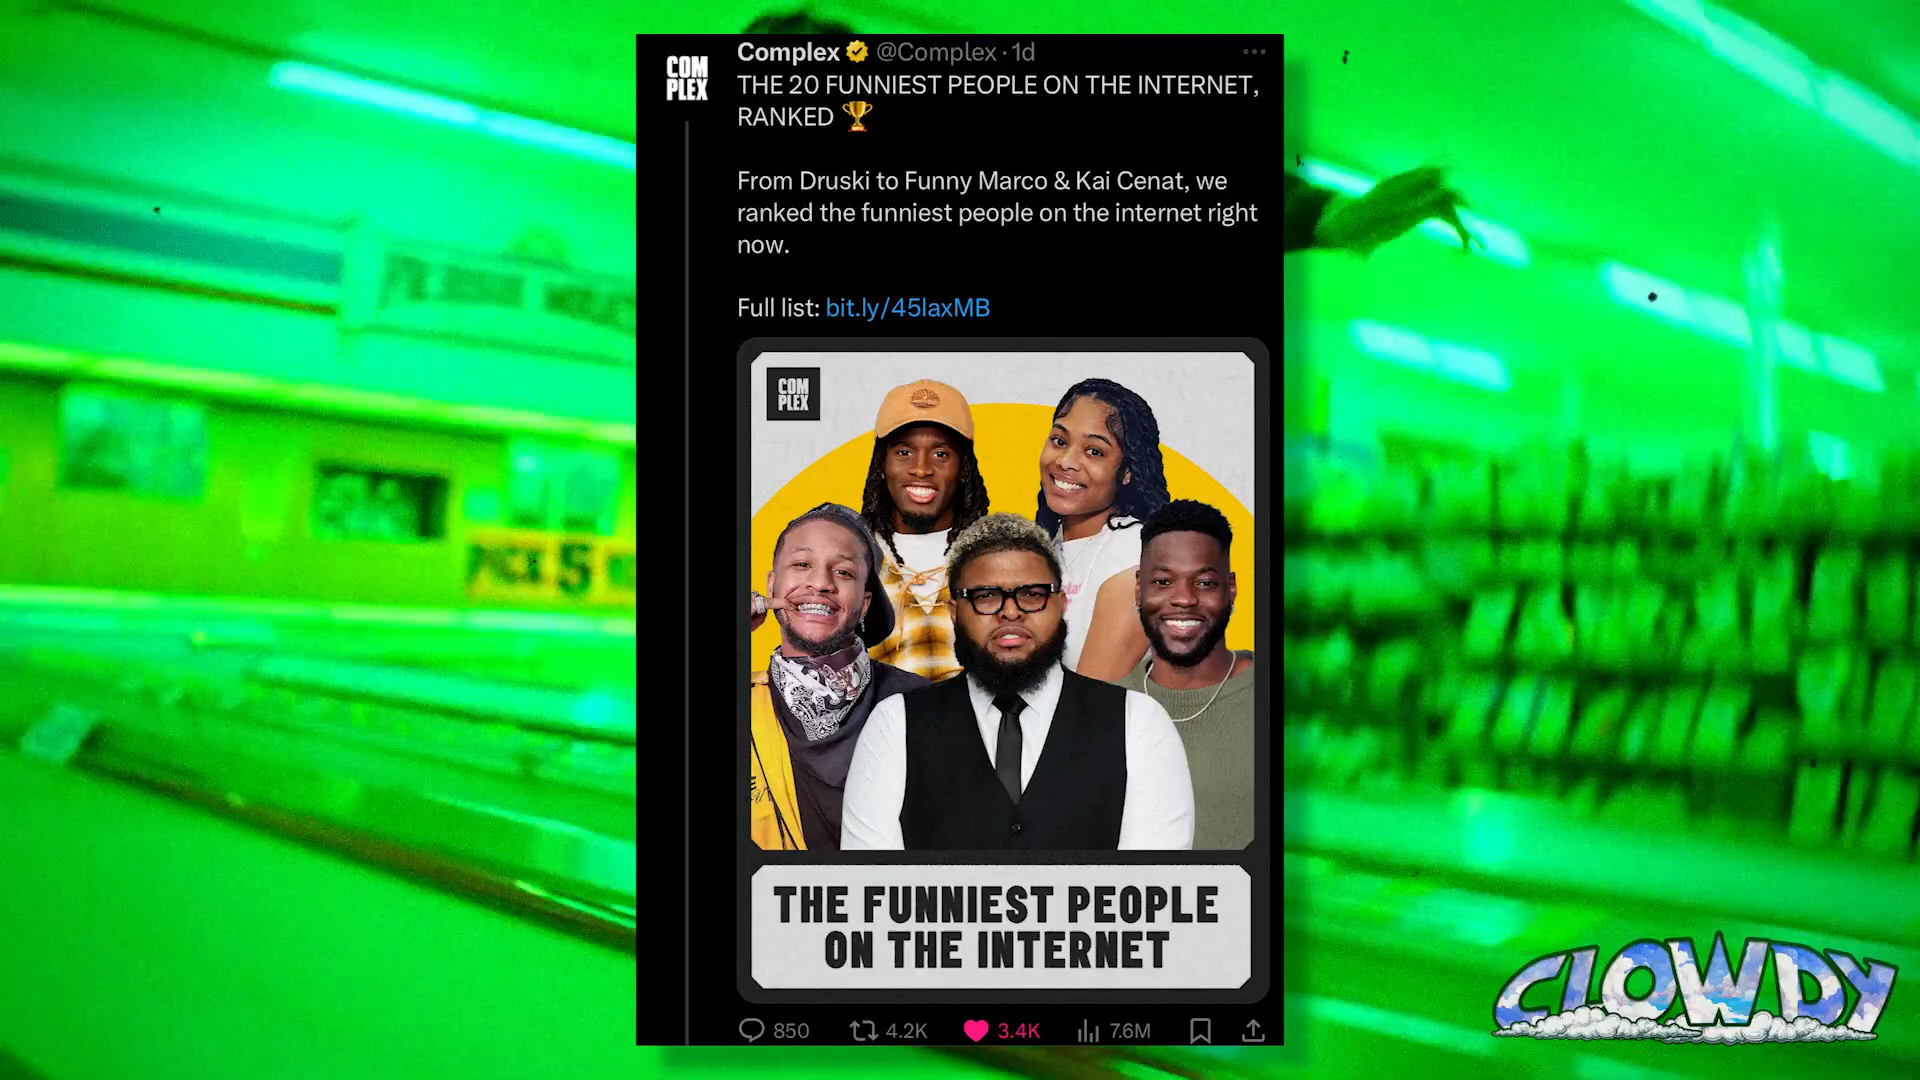 COM
PLEX
Complex @Complex · 1d
THE 20 FUNNIEST PEOPLE ON THE INTERNET,
RANKED 🏆
From Druski to Funny Marco & Kai Cenat, we
ranked the funniest people on the internet right
now.
Full list: bit.ly/45laxMB
COM
PLEX
THE FUNNIEST PEOPLE
ON THE INTERNET
850 4.2K 3.4K 7.6M
PICK 5
CLOWDY